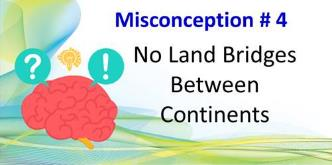 Misconception # 4
No Land Bridges
Between
Continents
? !